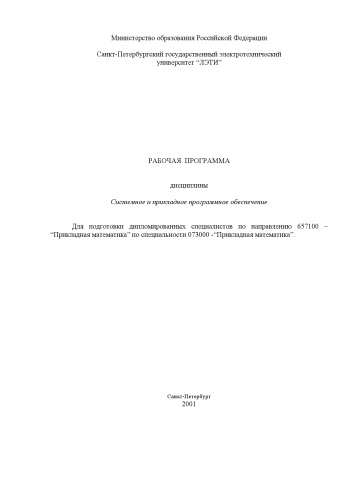 Министерство образования Российской Федерации
Санкт-Петербургский государственный электротехнический
университет “ЛЭТИ”
РАБОЧАЯ ПРОГРАММА
дисциплины
Системное и прикладное программное обеспечение
Для подготовки дипломированных специалистов по направлению 657100 –
“Прикладная математика” по специальности 073000 -“Прикладная математика”.
Санкт-Петербург
2001